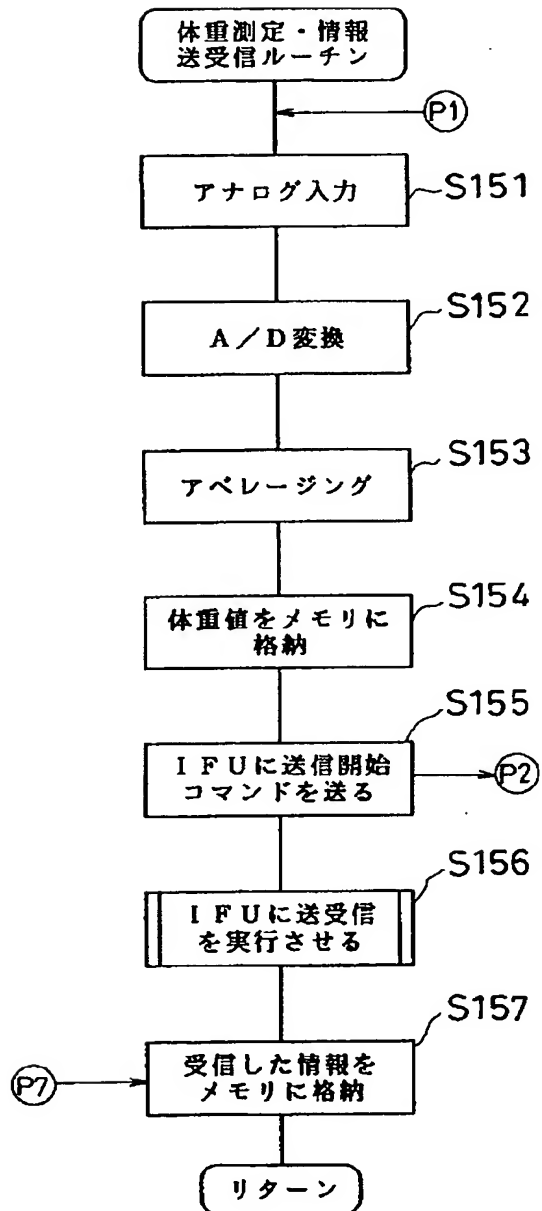 体重測定・情報
送受信ルーチン
P1
アナログ入力
S151
A/D変換
S152
アベレージング
S153
体重値をメモリに
格納
S154
IFUに送信開始
コマンドを送る
S155
P2
IFUに送受信
を実行させる
S156
受信した情報を
メモリに格納
S157
P7
リターン